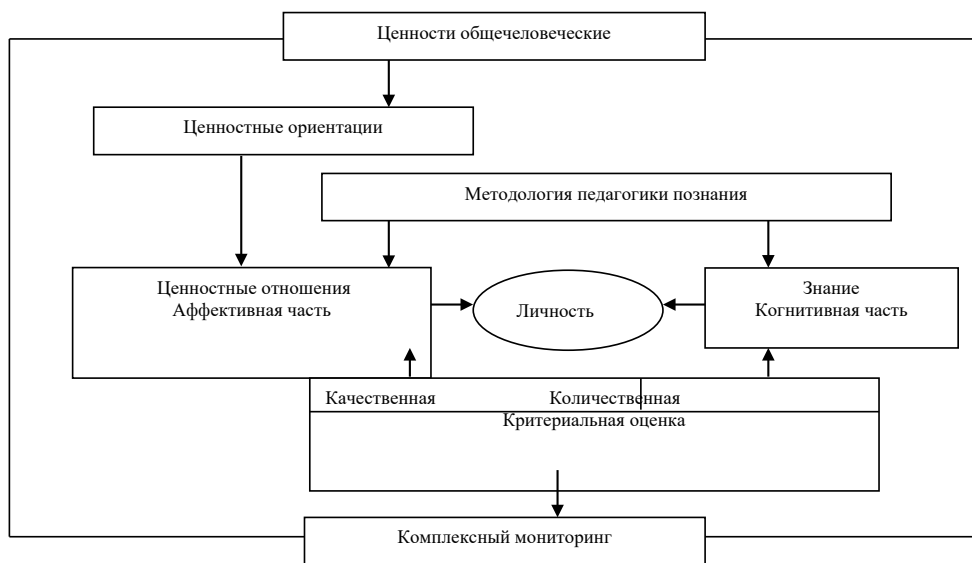 Ценности общечеловеческие
Ценностные ориентации
Методология педагогики познания
Ценностные отношения
Аффективная часть
Личность
Знание
Когнитивная часть
Качественная
Количественная
Критериальная оценка
Комплексный мониторинг